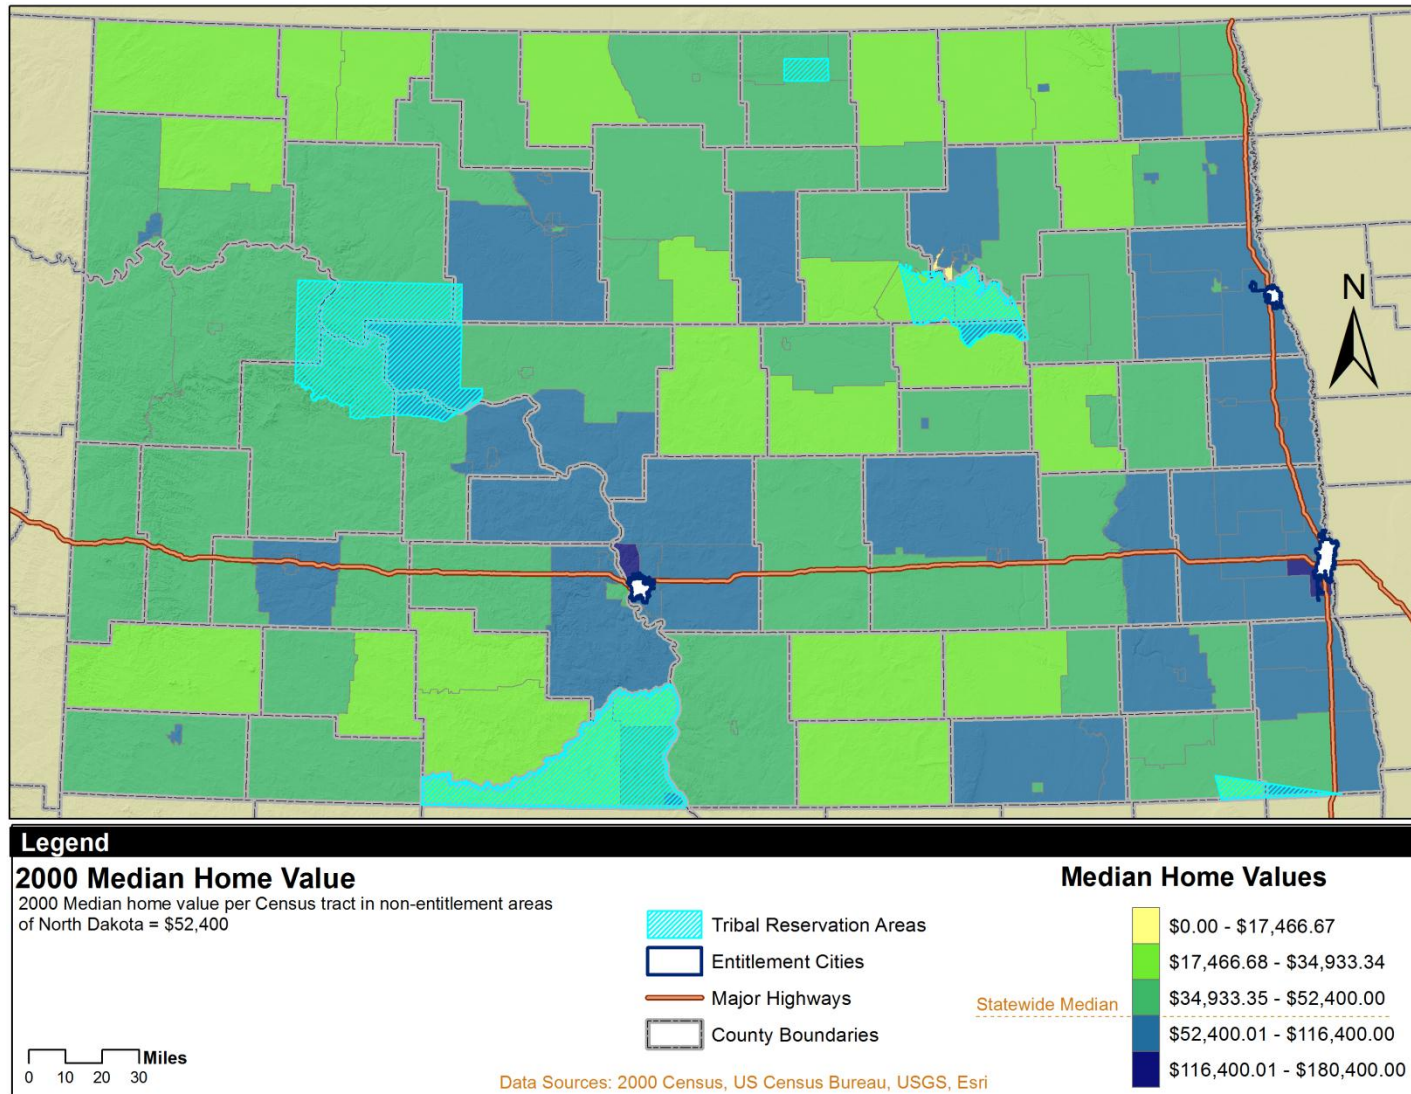 N
Legend
2000 Median Home Value
2000 Median home value per Census tract in non-entitlement areas
of North Dakota = $52,400
Miles
0 10 20 30
Tribal Reservation Areas
Entitlement Cities
Major Highways
County Boundaries
Data Sources: 2000 Census, US Census Bureau, USGS, Esri
Median Home Values
$0.00 - $17,466.67
$17,466.68 - $34,933.34
$34,933.35 - $52,400.00
Statewide Median
$52,400.01 - $116,400.00
$116,400.01 - $180,400.00